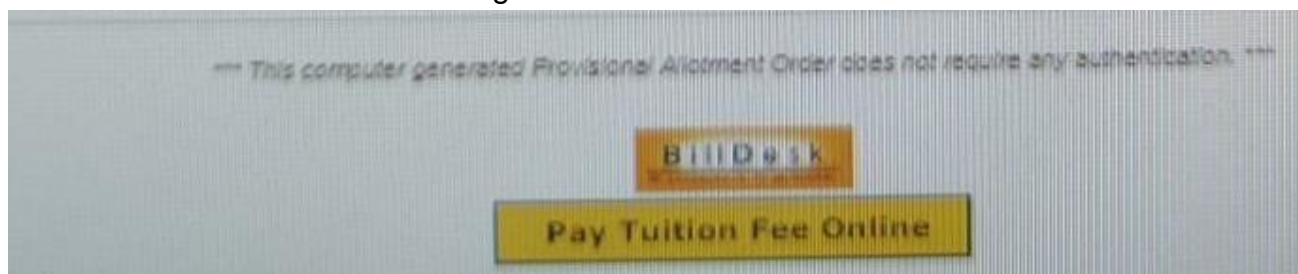 *** This computer generated Provisional Allotment Order does not require any authentication. ***
BillDesk
Pay Tuition Fee Online